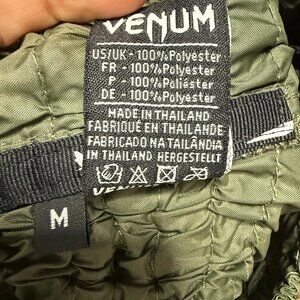 VENUM
US/UK - 100%Polyester
FR - 100%Polyester
P - 100%Poliéster
DE - 100%Polyester
MADE IN THAILAND
FABRIQUÉ EN THAILANDE
FABRICADO NA TAILÂNDIA
IN THAILAND HERGESTELLT
M